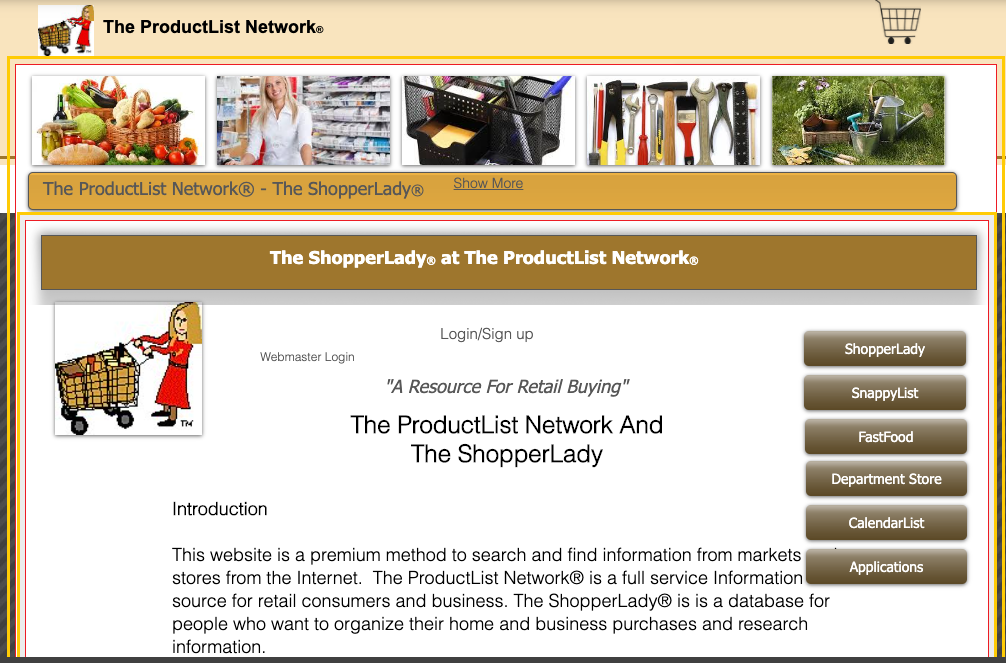 The ProductList Network®
The ProductList Network® - The ShopperLady®
Show More
The ShopperLady® at The ProductList Network®
TM
Login/Sign up
Webmaster Login
"A Resource For Retail Buying"
The ProductList Network And
The ShopperLady
ShopperLady
SnappyList
FastFood
Department Store
CalendarList
Applications
Introduction
This website is a premium method to search and find information from markets
stores from the Internet.  The ProductList Network® is a full service Information
source for retail consumers and business. The ShopperLady® is is a database for
people who want to organize their home and business purchases and research
information.